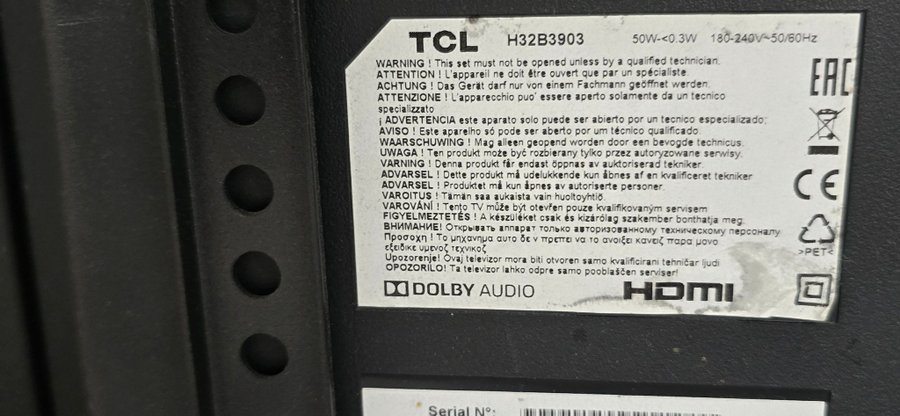 TCL H32B3903 50W-<0.3W 180-240V~50/60Hz
WARNING ! This set must not be opened unless by a qualified technician.
ATTENTION ! L'appareil ne doit être ouvert que par un spécialiste.
ACHTUNG ! Das Gerät darf nur von einem Fachmann geöffnet werden.
ATTENZIONE ! L'apparecchio puo' essere aperto solamente da un tecnico
specializzato
¡ ADVERTENCIA este aparato solo puede ser abierto por un tecnico especializado;
AVISO ! Este apareiho só pode ser aberto por um técnico qualificado.
WAARSCHUWING ! Mag alleen geopend worden door een bevogde technicus.
UWAGA ! Ten produkt może być rozbierany tylko przez autoryzowane serwisy.
VARNING ! Denna produkt får endast öppnas av auktoriserad tekniker.
ADVARSEL ! Dette produkt må udelukkende kun åbnes af en kvalificeret tekniker
ADVARSEL ! Produktet må kun åpnes av autoriserte personer.
VAROITUS ! Tämän saa aukaista vain huoltoyhtiö.
VAROVÁNÍ ! Tento TV může být otevřen pouze kvalifikovaným servisem
FIGYELMEZTETÉS ! A készüléket csak és kizárólag szakember bonthatja meg.
ВНИМАНИЕ! Открывать аппарат только авторизованному техническому персоналу
Προσοχη ! Το μηχανημα αυτο δε ν πρεπει να το ανοιξει κανεiζ παρα μονο
εξειδικε υμενοζ τεχνικοζ
Upozorenje! Ovaj televizor mora biti otvoren samo kvalificirani tehničar ljudi
OPOZORILO! Ta televizor lahko odpre samo pooblaščen serviser!
DOLBY AUDIO HDMI
EAC
CE
>PET<
Serial N°: